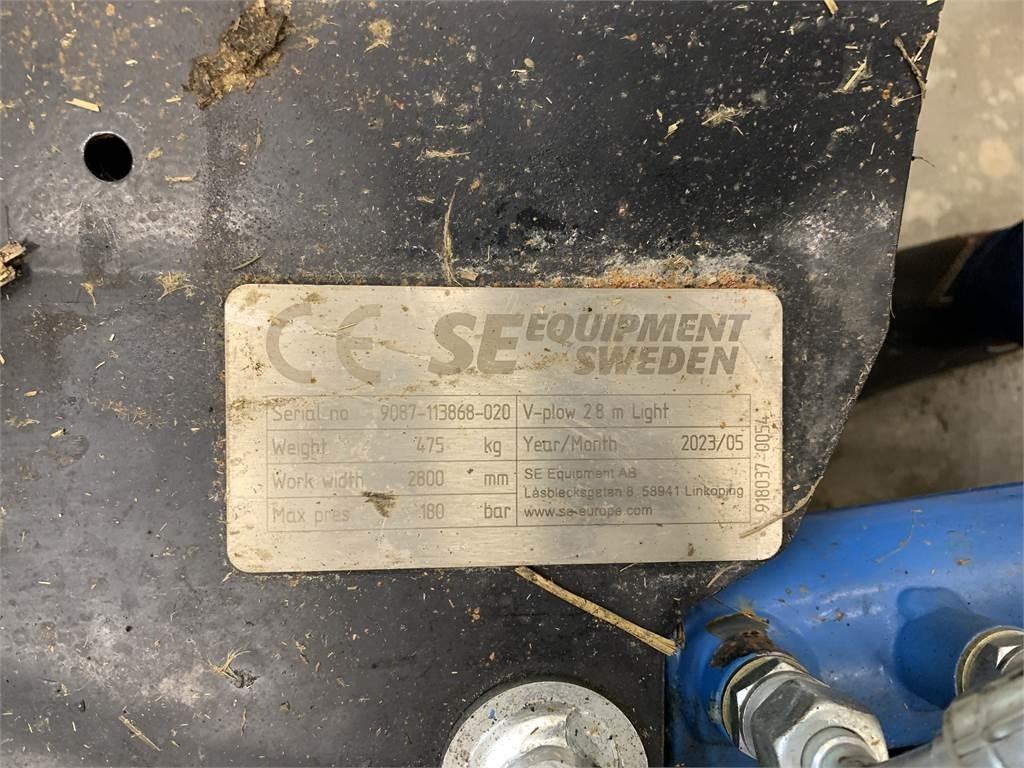 CE SE EQUIPMENT
SWEDEN
Serial no 9087-113868-020 V-plow 2.8 m Light
Weight 475 kg Year/Month 2023/05
Work width 2800 mm SE Equipment AB
Låsblecksgatan 8, 58941 Linköping
Max pres 180 bar www.se-europe.com
918037-0054